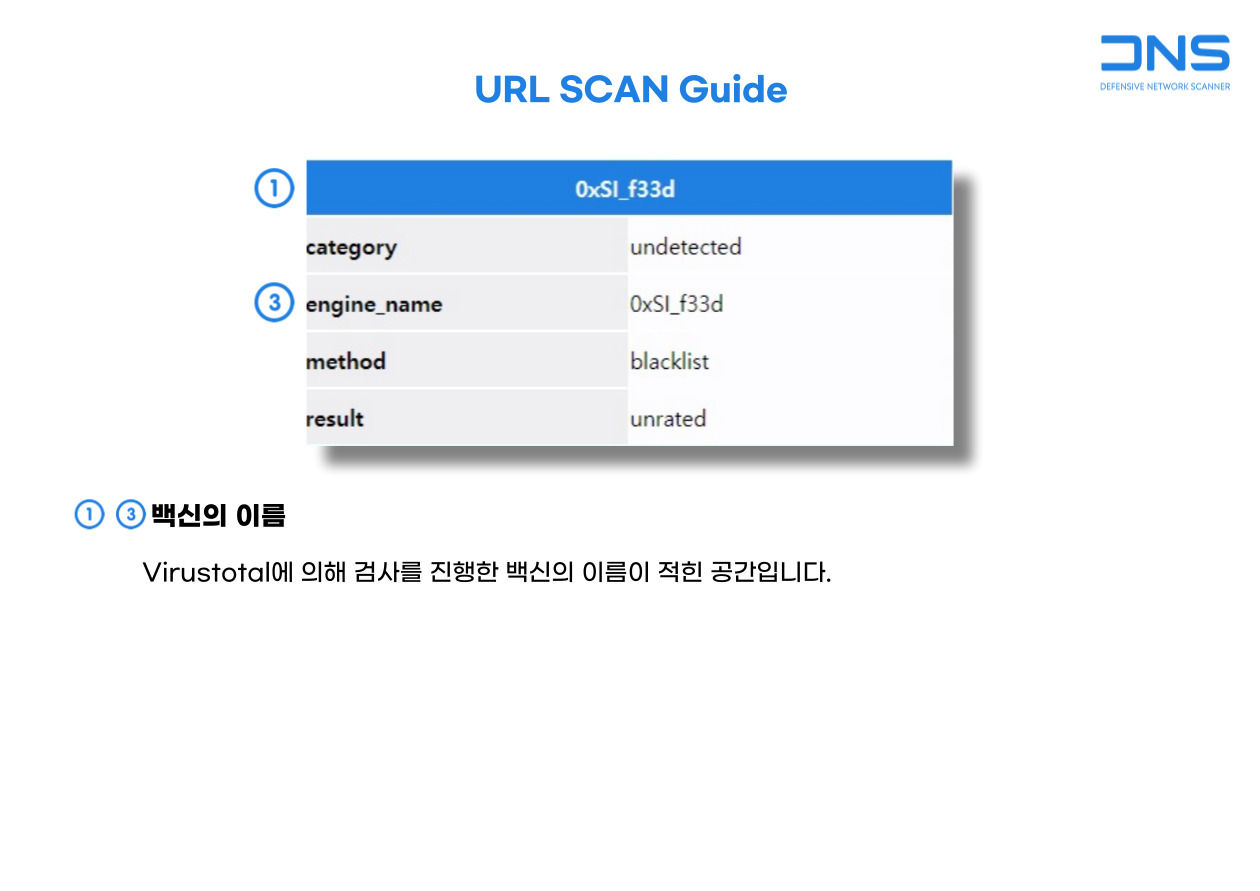 DNS
DEFENSIVE NETWORK SCANNER
URL SCAN Guide
1 0xSI_f33d
category undetected
3 engine_name 0xSI_f33d
method blacklist
result unrated
1 3 백신의 이름
Virustotal에 의해 검사를 진행한 백신의 이름이 적힌 공간입니다.